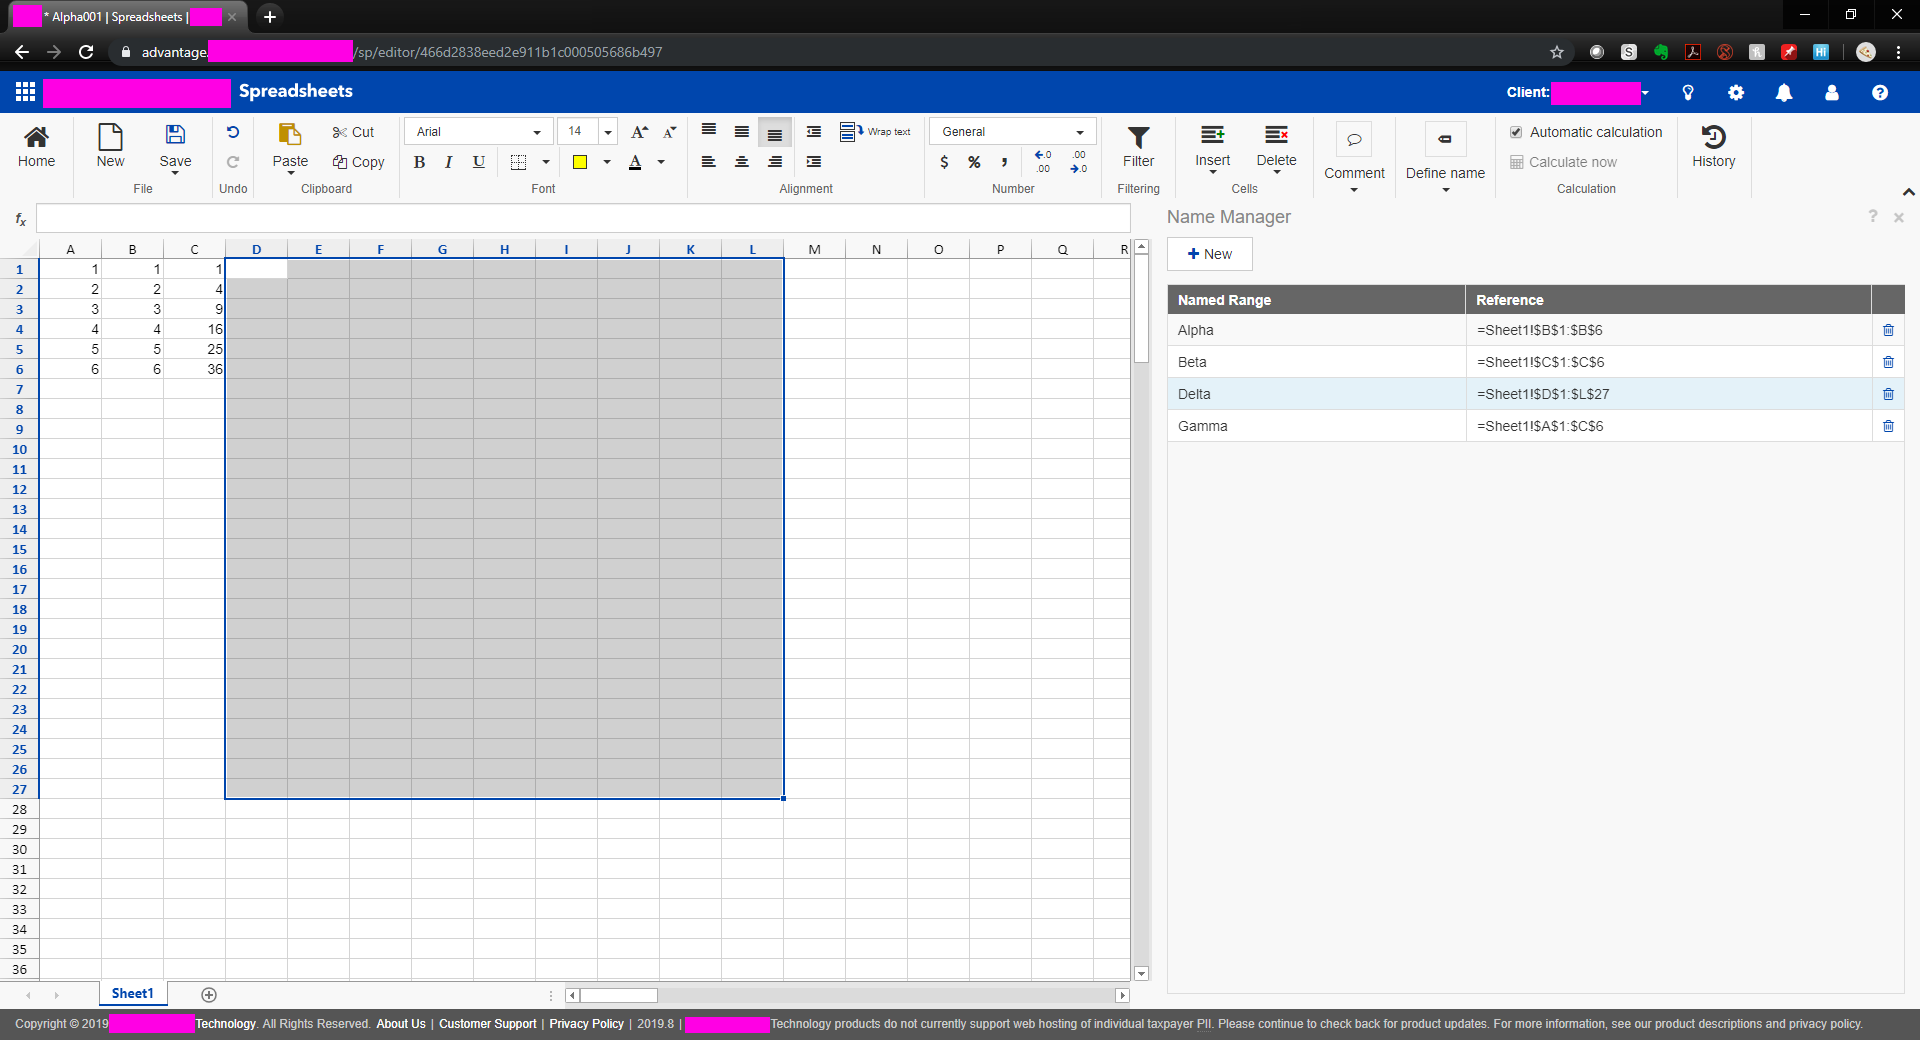 * Alpha001 | Spreadsheets |
advantage. /sp/editor/466d2838eed2e911b1c000505686b497
Spreadsheets
Client:
Home New Save Paste Cut Copy Arial 14 Wrap text General Filter Insert Delete Comment Define name Automatic calculation Calculate now History
B I U $ % , .0 .00 .00 .0
File Undo Clipboard Font Alignment Number Filtering Cells Calculation
fx
Name Manager
New
A B C D E F G H I J K L M N O P Q R
1 1 1 1
2 2 2 4
3 3 3 9
4 4 4 16
5 5 5 25
6 6 6 36
7
8
9
10
11
12
13
14
15
16
17
18
19
20
21
22
23
24
25
26
27
28
29
30
31
32
33
34
35
36
Named Range Reference
Alpha =Sheet1!$B$1:$B$6
Beta =Sheet1!$C$1:$C$6
Delta =Sheet1!$D$1:$L$27
Gamma =Sheet1!$A$1:$C$6
Sheet1
Copyright © 2019 Technology. All Rights Reserved. About Us | Customer Support | Privacy Policy | 2019.8 | Technology products do not currently support web hosting of individual taxpayer PII. Please continue to check back for product updates. For more information, see our product descriptions and privacy policy.